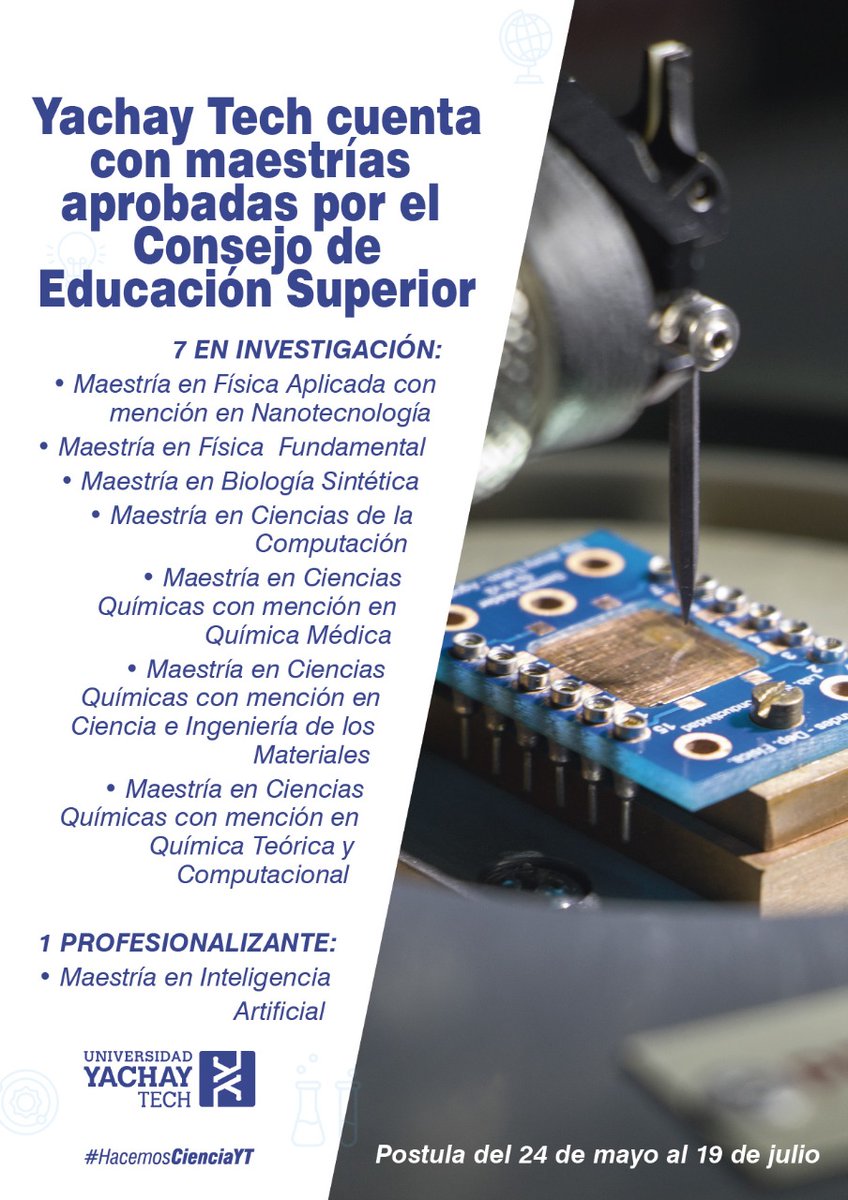 Yachay Tech cuenta
con maestrías
aprobadas por el
Consejo de
Educación Superior
7 EN INVESTIGACIÓN:
• Maestría en Física Aplicada con
mención en Nanotecnología
• Maestría en Física Fundamental
• Maestría en Biología Sintética
• Maestría en Ciencias de la
Computación
• Maestría en Ciencias
Químicas con mención en
Química Médica
• Maestría en Ciencias
Químicas con mención en
Ciencia e Ingeniería de los
Materiales
• Maestría en Ciencias
Químicas con mención en
Química Teórica y
Computacional
1 PROFESIONALIZANTE:
• Maestría en Inteligencia
Artificial
UNIVERSIDAD
YACHAY
TECH
#HacemosCienciaYT
Postula del 24 de mayo al 19 de julio
15